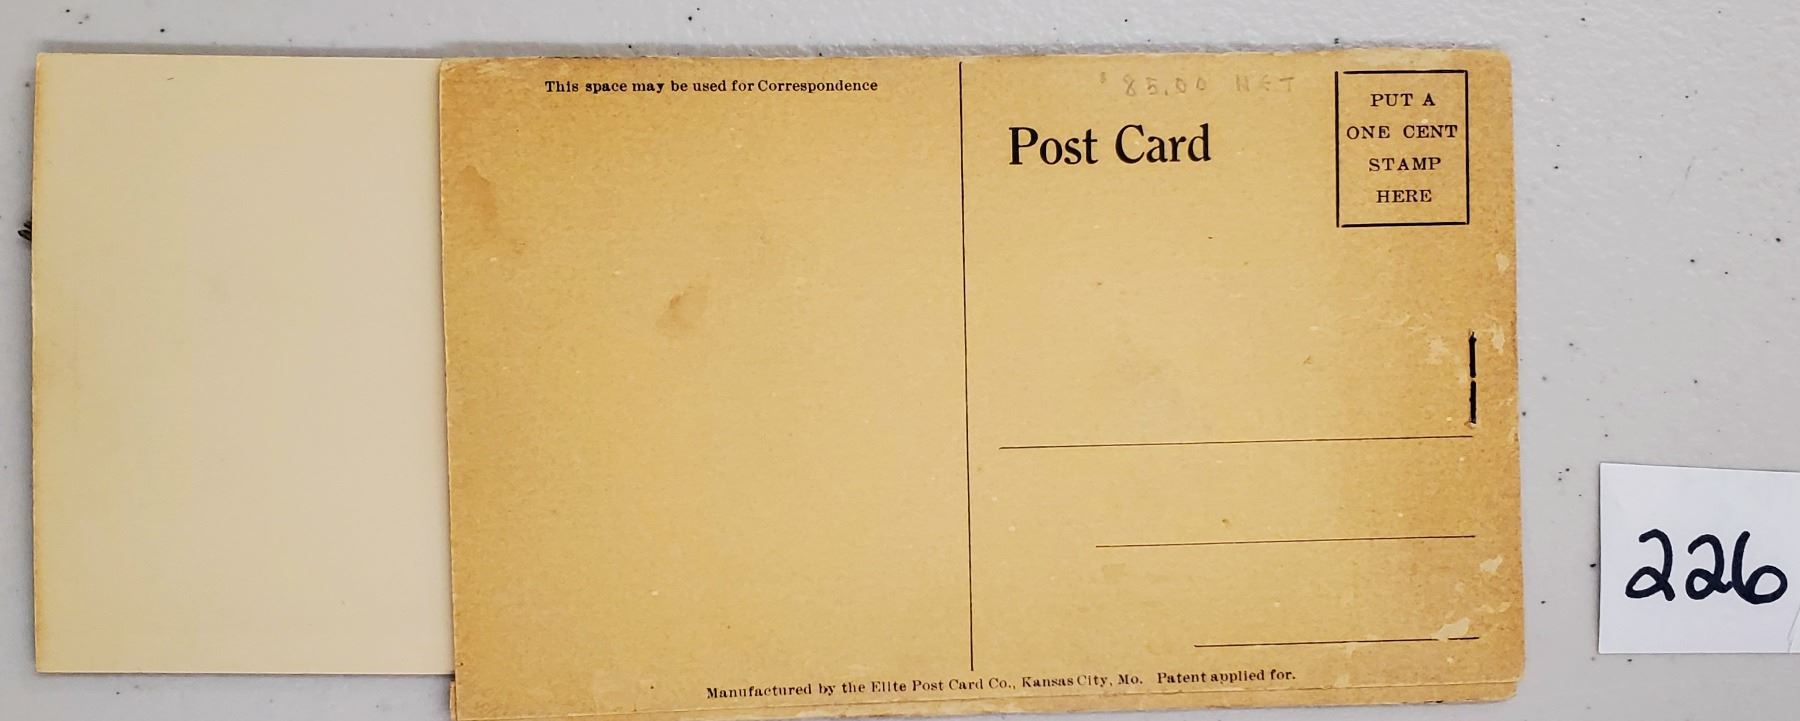 This space may be used for Correspondence
$85.00 NET
Post Card
PUT A
ONE CENT
STAMP
HERE
Manufactured by the Elite Post Card Co., Kansas City, Mo. Patent applied for.
226